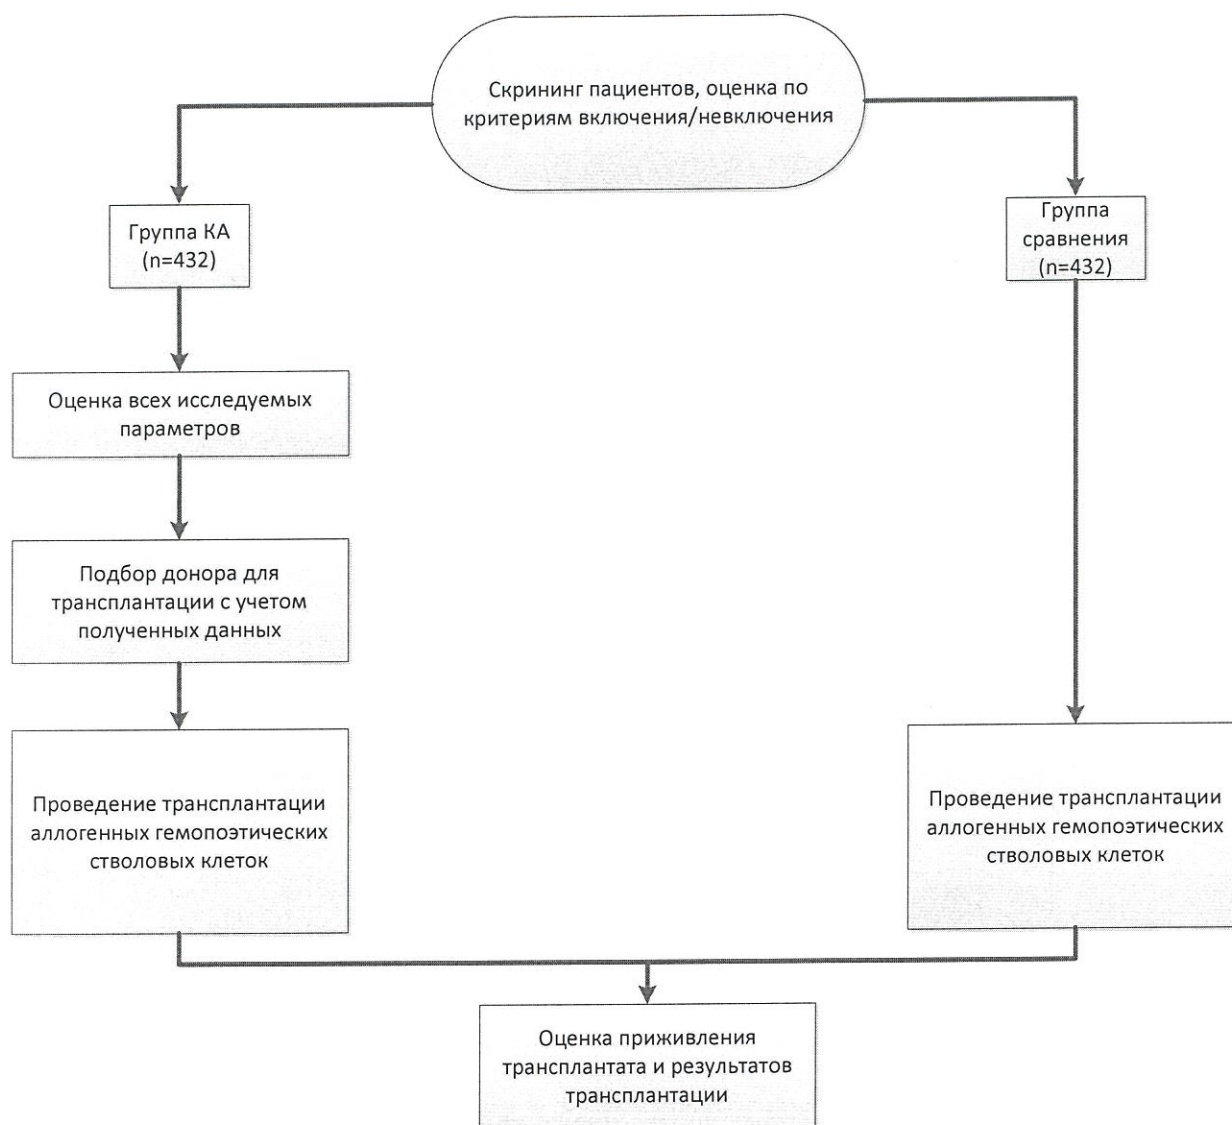 Скрининг пациентов, оценка по
критериям включения/невключения
Группа КА
(n=432)
Группа
сравнения
(n=432)
Оценка всех исследуемых
параметров
Подбор донора для
трансплантации с учетом
полученных данных
Проведение трансплантации
аллогенных гемопоэтических
стволовых клеток
Проведение трансплантации
аллогенных гемопоэтических
стволовых клеток
Оценка приживления
трансплантата и результатов
трансплантации